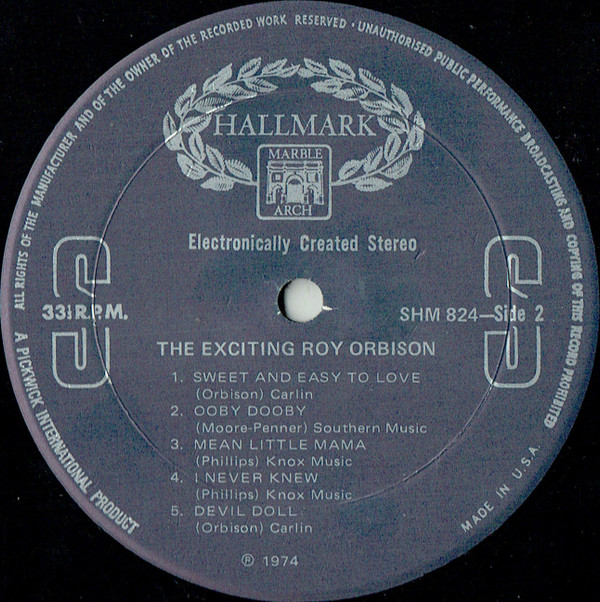 ALL RIGHTS OF THE MANUFACTURER AND OF THE OWNER OF THE RECORDED WORK RESERVED · UNAUTHORISED PUBLIC PERFORMANCE BROADCASTING AND COPYING OF THIS RECORD PROHIBITED
HALLMARK
MARBLE
ARCH
Electronically Created Stereo
33⅓ R.P.M.
SHM 824—Side 2
THE EXCITING ROY ORBISON
1. SWEET AND EASY TO LOVE
(Orbison) Carlin
2. OOBY DOOBY
(Moore-Penner) Southern Music
3. MEAN LITTLE MAMA
(Phillips) Knox Music
4. I NEVER KNEW
(Phillips) Knox Music
5. DEVIL DOLL
(Orbison) Carlin
℗ 1974
A PICKWICK INTERNATIONAL PRODUCT
MADE IN U.S.A.